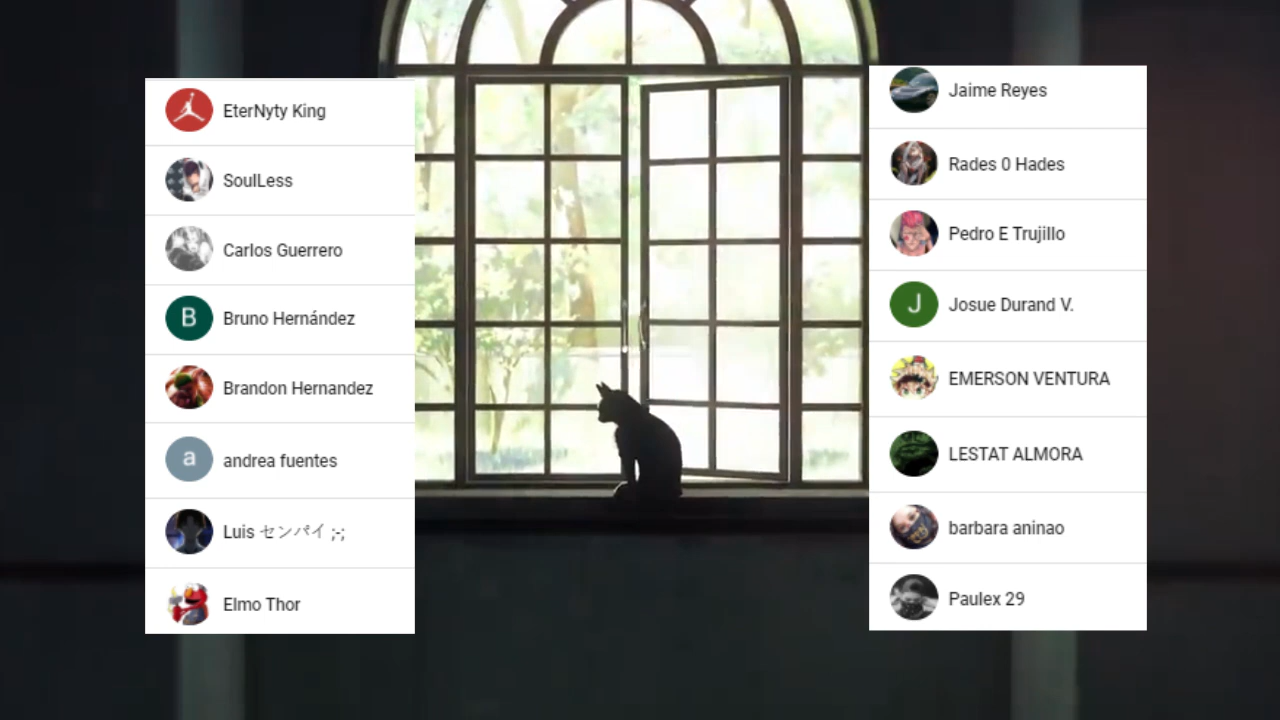 EterNyty King
SoulLess
Carlos Guerrero
B
Bruno Hernández
Brandon Hernandez
a
andrea fuentes
Luis センパイ ;-;
Elmo Thor
Jaime Reyes
Rades 0 Hades
Pedro E Trujillo
J
Josue Durand V.
EMERSON VENTURA
LESTAT ALMORA
barbara aninao
Paulex 29